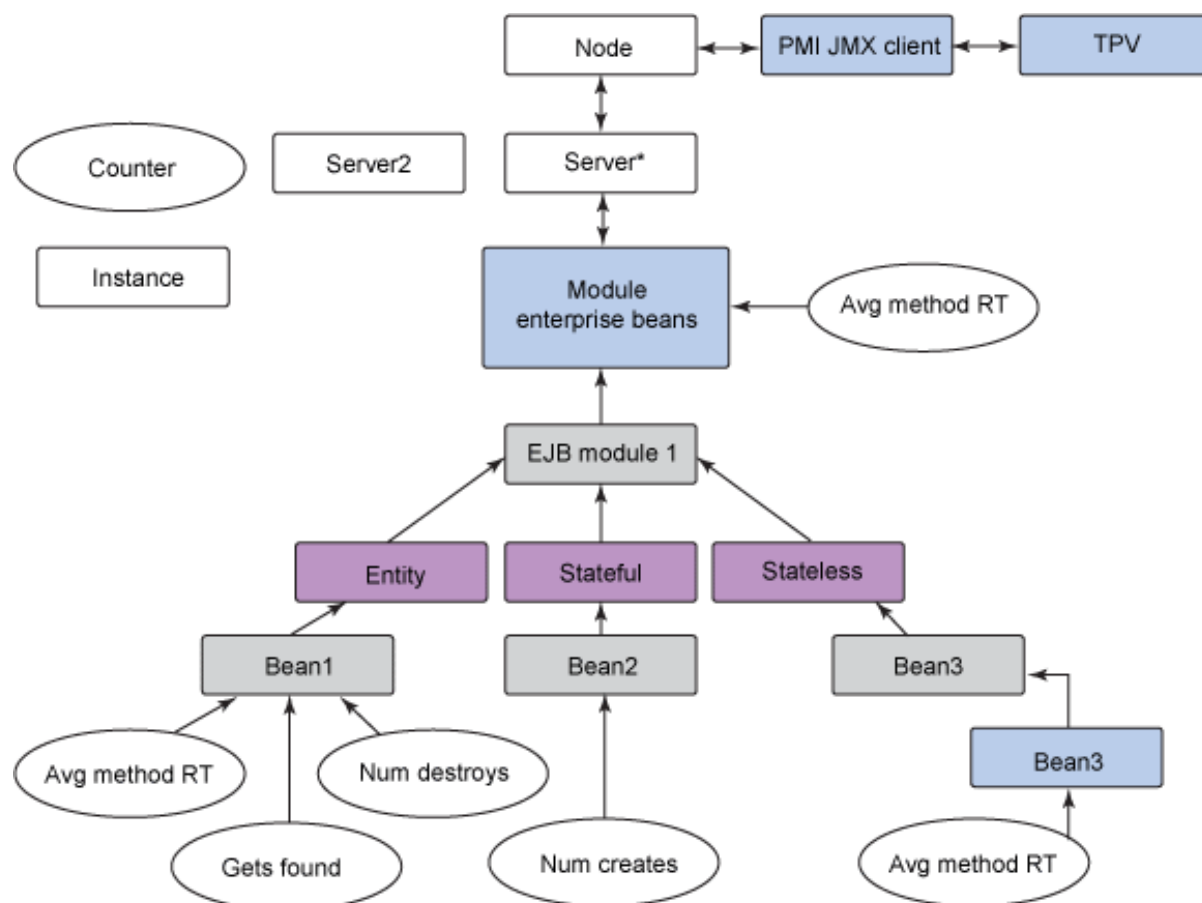 Node
PMI JMX client
TPV
Counter
Server2
Server*
Instance
Module
enterprise beans
Avg method RT
EJB module 1
Entity
Stateful
Stateless
Bean1
Bean2
Bean3
Avg method RT
Num destroys
Bean3
Gets found
Num creates
Avg method RT